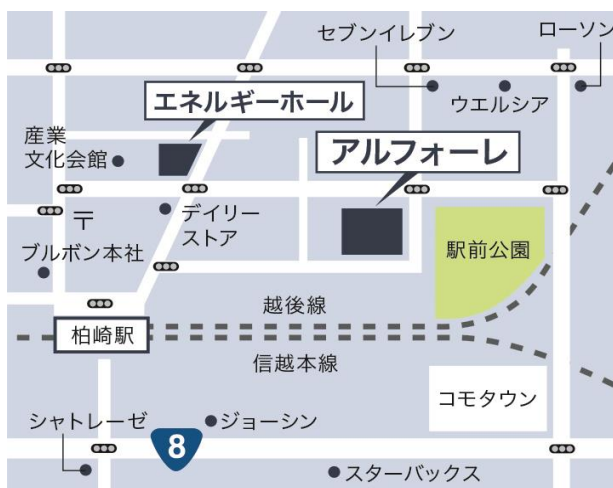 セブンイレブン
ローソン
エネルギーホール
ウエルシア
産業
文化会館
アルフォーレ
〒
デイリー
ストア
ブルボン本社
駅前公園
越後線
柏崎駅
信越本線
コモタウン
シャトレーゼ
8
ジョーシン
スターバックス